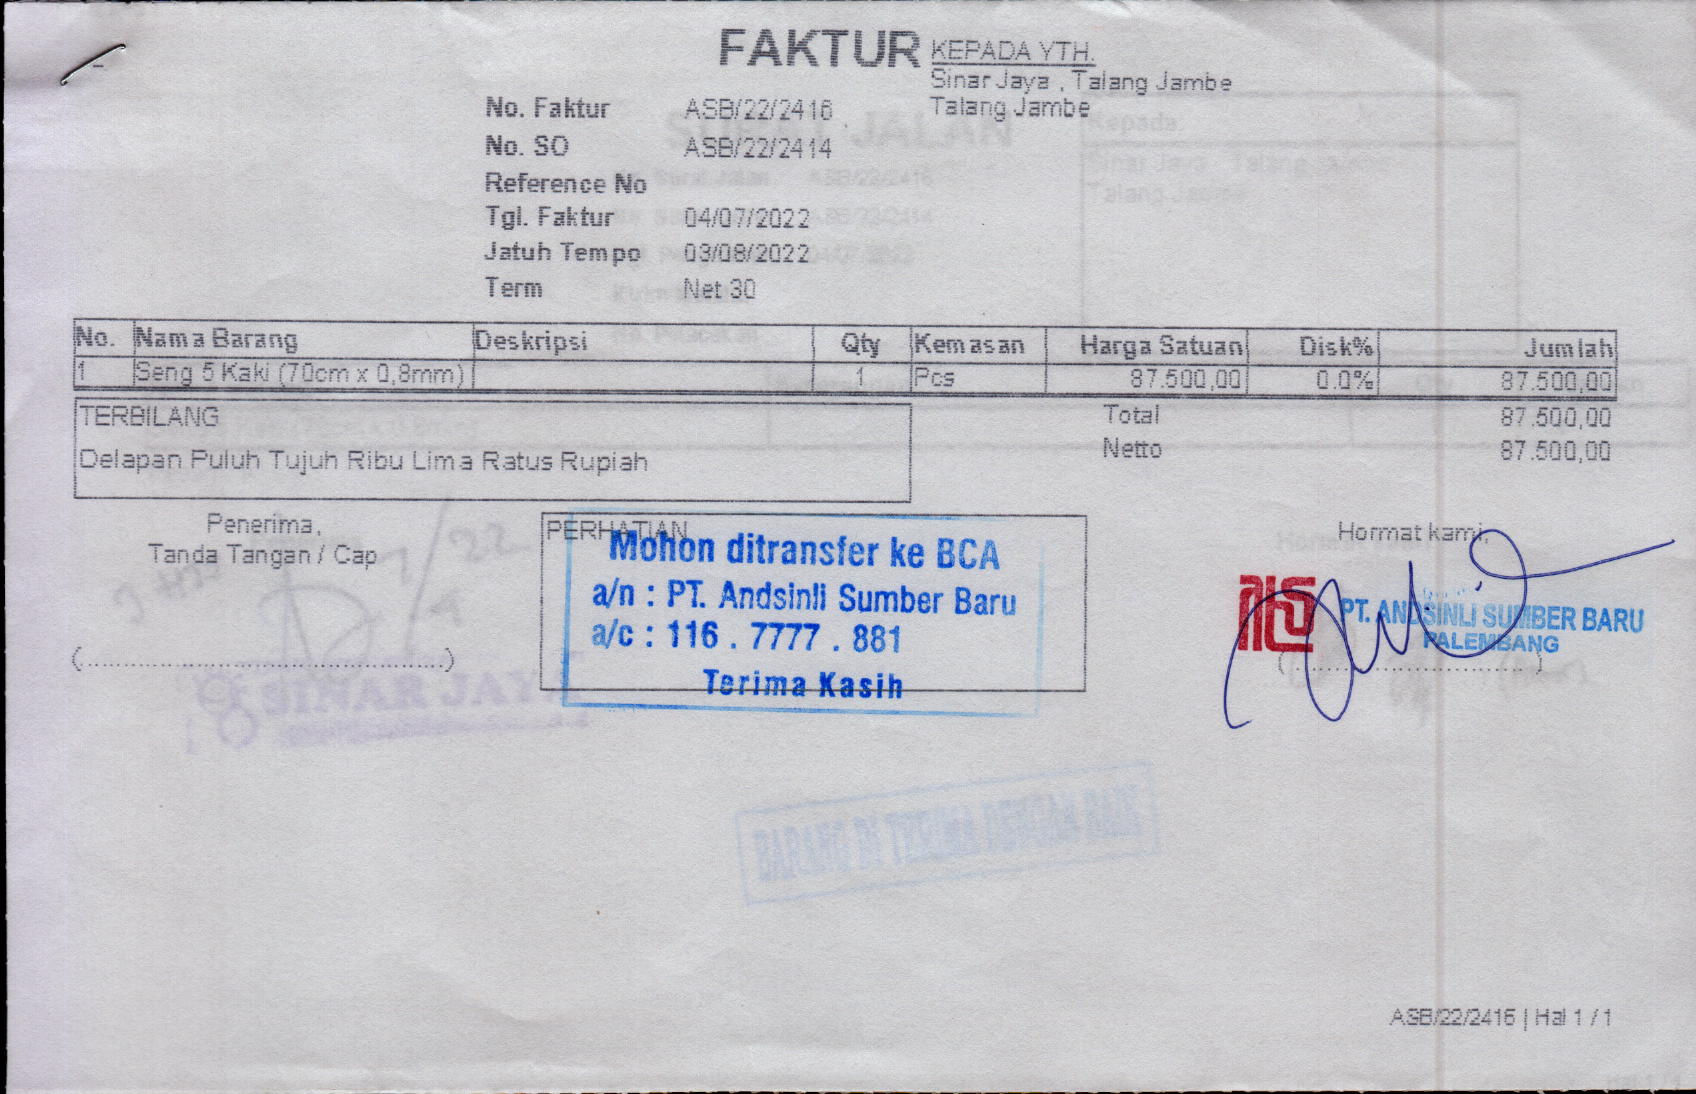 FAKTUR
KEPADA YTH.
Sinar Jaya , Talang Jambe
Talang Jambe
No. Faktur ASB/22/2416
No. SO ASB/22/2414
Reference No
Tgl. Faktur 04/07/2022
Jatuh Tempo 03/08/2022
Term Net 30
No. Nama Barang Deskripsi Qty Kemasan Harga Satuan Disk% Jumlah
1 Seng 5 Kaki (70cm x 0,8mm) 1 Pcs 87.500,00 0.0% 87.500,00
TERBILANG
Delapan Puluh Tujuh Ribu Lima Ratus Rupiah
Total 87.500,00
Netto 87.500,00
Penerima,
Tanda Tangan / Cap
(........................................................)
PERHATIAN
Mohon ditransfer ke BCA
a/n : PT. Andsinli Sumber Baru
a/c : 116 . 7777 . 881
Terima Kasih
Hormat kami,
PT. ANDSINLI SUMBER BARU
PALEMBANG
SINAR JAYA
BARANG DI TERIMA DENGAN BAIK
ASB/22/2416 | Hal 1 / 1